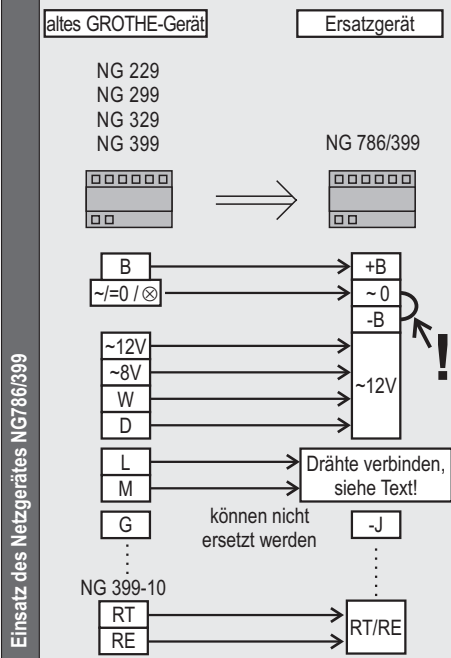 Einsatz des Netzgerätes NG786/399
altes GROTHE-Gerät
Ersatzgerät
NG 229
NG 299
NG 329
NG 399
NG 786/399
B
+B
~/=0 / ⊗
~ 0
-B
!
~12V
~8V
W
D
~12V
L
M
Drähte verbinden,
siehe Text!
G
können nicht
ersetzt werden
-J
NG 399-10
RT
RE
RT/RE